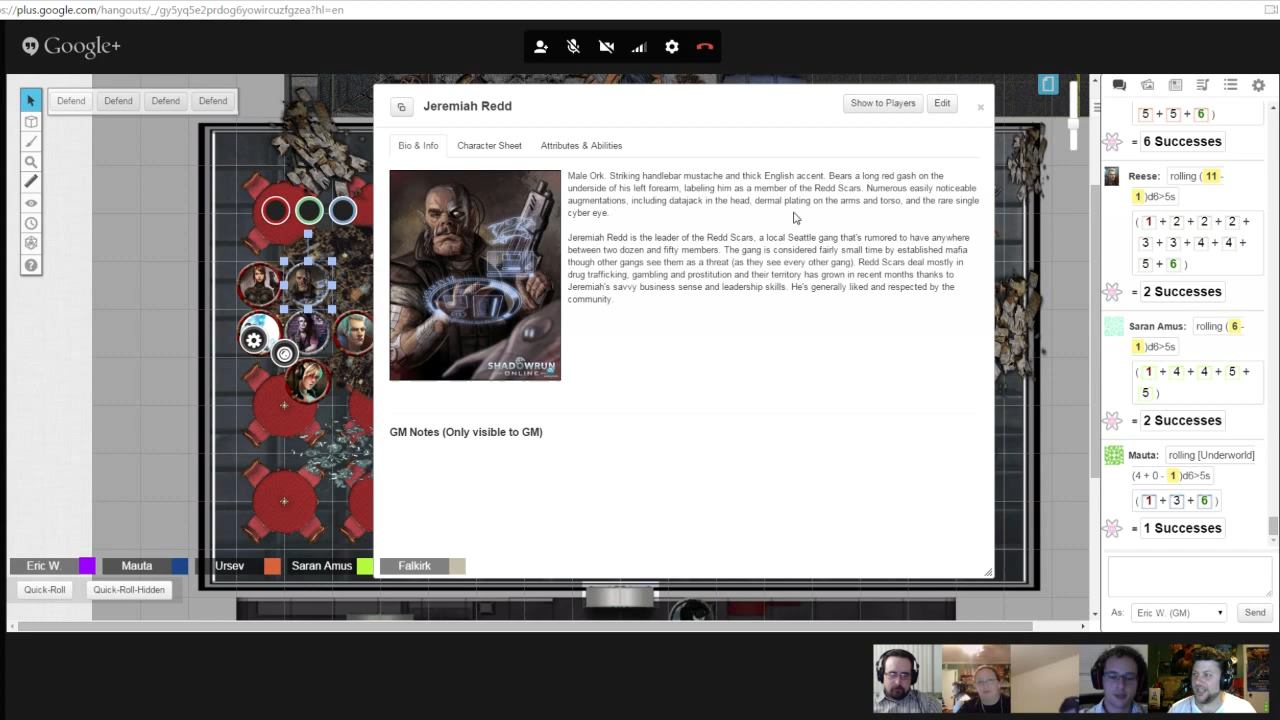 s://plus.google.com/hangouts/_/gy5yq5e2prdog6yowircuzfgzea?hl=en
Google+
Defend Defend Defend Defend
Jeremiah Redd
Show to Players Edit ×
Bio & Info Character Sheet Attributes & Abilities
Male Ork. Striking handlebar mustache and thick English accent. Bears a long red gash on the
underside of his left forearm, labeling him as a member of the Redd Scars. Numerous easily noticeable
augmentations, including datajack in the head, dermal plating on the arms and torso, and the rare single
cyber eye.
Jeremiah Redd is the leader of the Redd Scars, a local Seattle gang that's rumored to have anywhere
between two dozen and fifty members. The gang is considered fairly small time by established mafia
though other gangs see them as a threat (as they see every other gang). Redd Scars deal mostly in
drug trafficking, gambling and prostitution and their territory has grown in recent months thanks to
Jeremiah's savvy business sense and leadership skills. He's generally liked and respected by the
community.
SHADOWRUN
ONLINE
GM Notes (Only visible to GM)
5 + 5 + 6 )
= 6 Successes
Reese: rolling ( 11 -
1 )d6>5s
( 1 + 2 + 2 + 2 +
3 + 3 + 4 + 4 +
5 + 6 )
= 2 Successes
Saran Amus: rolling ( 6 -
1 )d6>5s
( 1 + 4 + 4 + 5 +
5 )
= 2 Successes
Mauta: rolling [Underworld]
(4 + 0 - 1 )d6>5s
( 1 + 3 + 6 )
= 1 Successes
Eric W. Mauta Ursev Saran Amus Falkirk
Quick-Roll Quick-Roll-Hidden
As: Eric W. (GM) Send